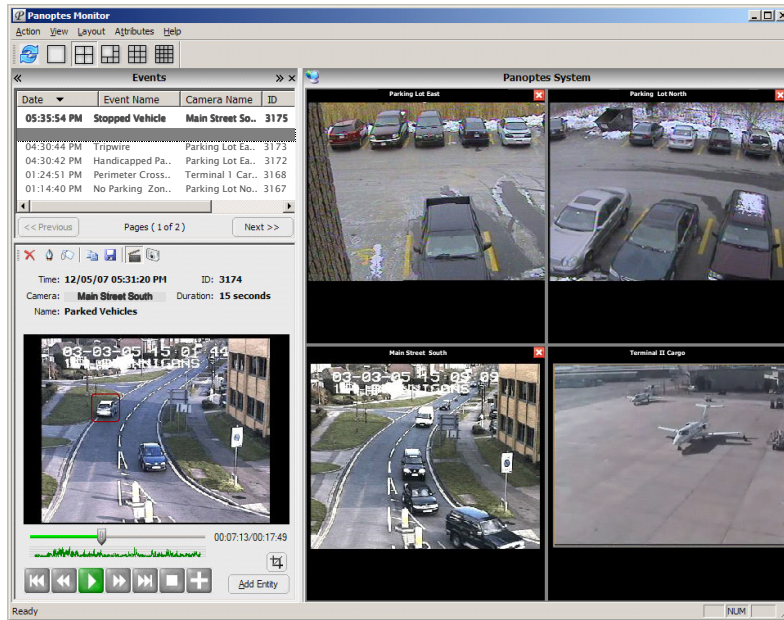 Panoptes Monitor
Action View Layout Attributes Help
Events
Panoptes System
Date Event Name Camera Name ID
05:35:54 PM Stopped Vehicle Main Street So.. 3175
04:30:44 PM Tripwire Parking Lot Ea.. 3173
04:30:42 PM Handicapped Pa.. Parking Lot Ea.. 3172
01:24:51 PM Perimeter Cross.. Terminal 1 Car.. 3168
01:14:40 PM No Parking Zon.. Parking Lot No.. 3167
<< Previous Pages ( 1 of 2 ) Next >>
Time: 12/05/07 05:31:20 PM ID: 3174
Camera: Main Street South Duration: 15 seconds
Name: Parked Vehicles
03-03-05 15 01 44
00:07:13/00:17:49
Add Entity
Parking Lot East
Parking Lot North
Main Street South
03-03-05 15 09 09
Terminal II Cargo
Ready
NUM